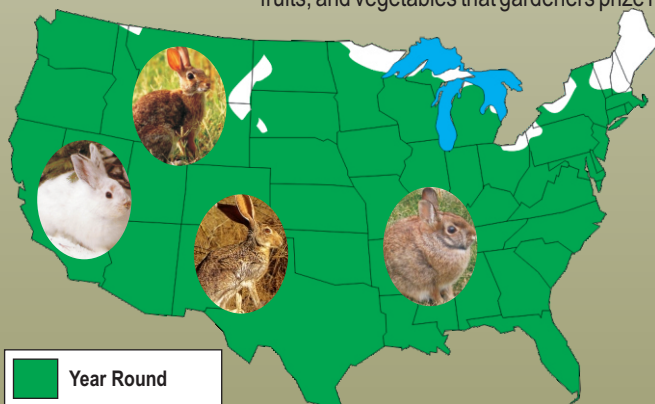 fruits, and vegetables that gardeners prize
Year Round